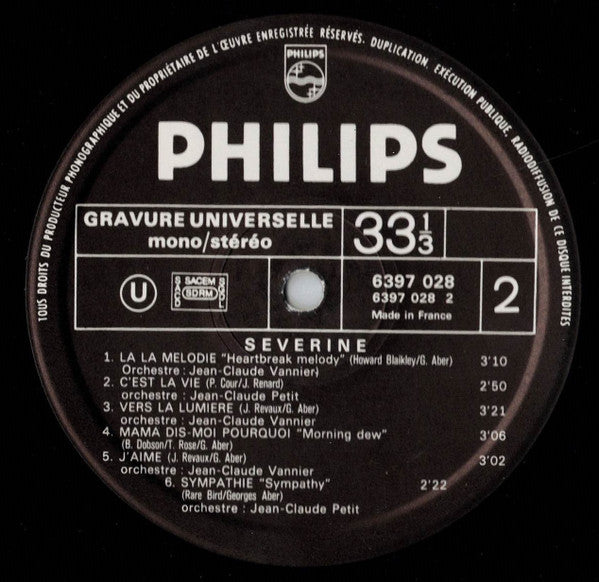 TOUS DROITS DU PRODUCTEUR PHONOGRAPHIQUE ET DU PROPRIÉTAIRE DE L'ŒUVRE ENREGISTRÉE RÉSERVÉS. DUPLICATION, EXÉCUTION PUBLIQUE, RADIODIFFUSION DE CE DISQUE INTERDITES
PHILIPS
PHILIPS
GRAVURE UNIVERSELLE
mono/stéréo
33 1/3
U
SACEM
SACD
SDRM
SGDL
6397 028
6397 028 2
Made in France
2
SEVERINE
1. LA LA MELODIE "Heartbreak melody" (Howard Blaikley/G. Aber) 3'10
Orchestre : Jean-Claude Vannier)
2. C'EST LA VIE (P. Cour/J. Renard) 2'50
orchestre : Jean-Claude Petit
3. VERS LA LUMIERE (J. Revaux/G. Aber) 3'21
orchestre : Jean-Claude Vannier
4. MAMA DIS-MOI POURQUOI "Morning dew" 3'06
(B. Dobson/T. Rose/G. Aber)
5. J'AIME (J. Revaux/G. Aber) 3'02
orchestre : Jean-Claude Vannier
6. SYMPATHIE "Sympathy" 2'22
(Rare Bird/Georges Aber)
orchestre : Jean-Claude Petit